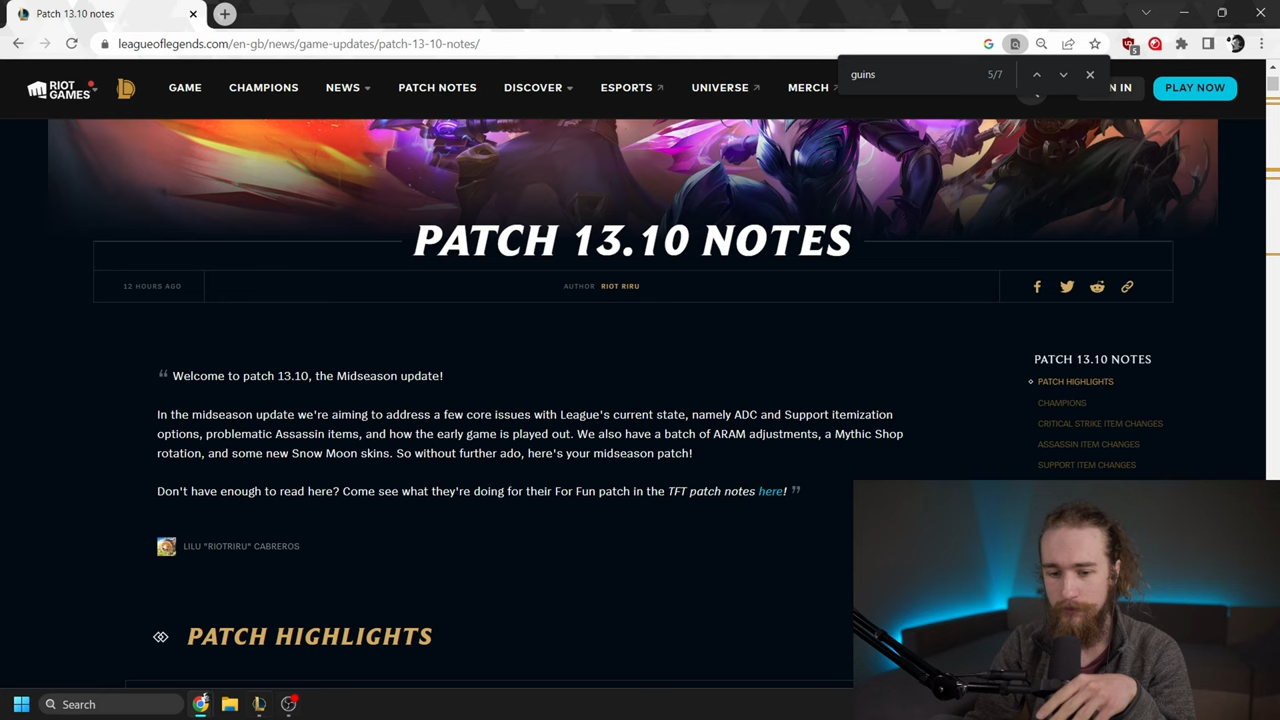 Patch 13.10 notes
leagueoflegends.com/en-gb/news/game-updates/patch-13-10-notes/
5
guins 5/7
RIOT GAMES
GAME
CHAMPIONS
NEWS
PATCH NOTES
DISCOVER
ESPORTS
UNIVERSE
MERCH
N IN
PLAY NOW
PATCH 13.10 NOTES
12 HOURS AGO
AUTHOR RIOT RIRU
“ Welcome to patch 13.10, the Midseason update!
In the midseason update we're aiming to address a few core issues with League's current state, namely ADC and Support itemization
options, problematic Assassin items, and how the early game is played out. We also have a batch of ARAM adjustments, a Mythic Shop
rotation, and some new Snow Moon skins. So without further ado, here's your midseason patch!
Don't have enough to read here? Come see what they're doing for their For Fun patch in the TFT patch notes here! ”
LILU "RIOTRIRU" CABREROS
PATCH HIGHLIGHTS
PATCH 13.10 NOTES
PATCH HIGHLIGHTS
CHAMPIONS
CRITICAL STRIKE ITEM CHANGES
ASSASSIN ITEM CHANGES
SUPPORT ITEM CHANGES
Search